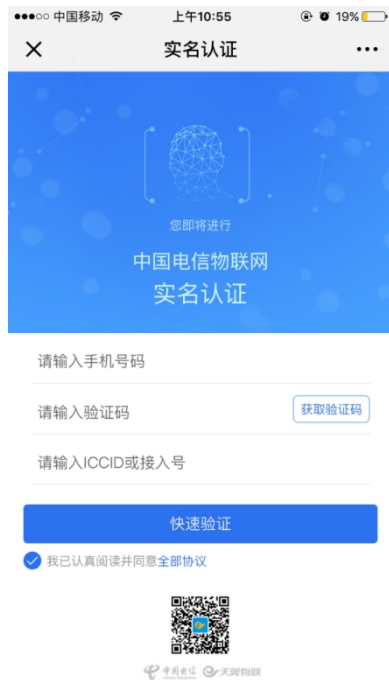 中国移动 上午10:55 19%
实名认证
您即将进行
中国电信物联网
实名认证
请输入手机号码
请输入验证码 获取验证码
请输入ICCID或接入号
快速验证
我已认真阅读并同意全部协议
中国电信 天翼物联